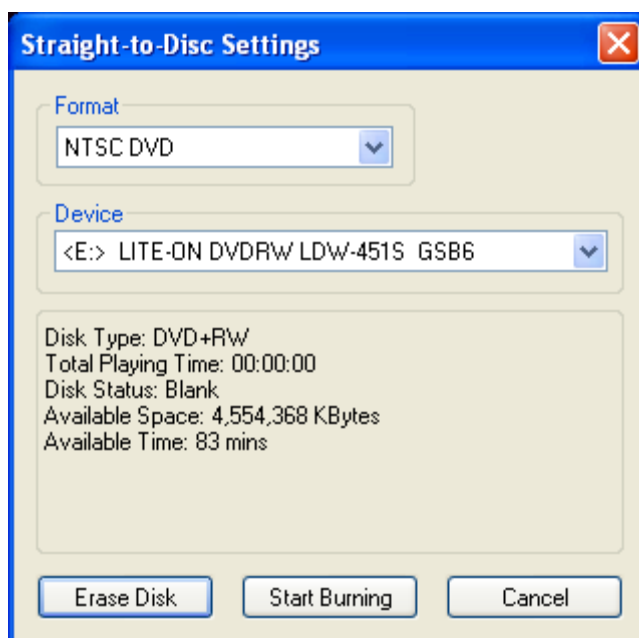 Straight-to-Disc Settings
Format
NTSC DVD
Device
<E:> LITE-ON DVDRW LDW-451S GSB6
Disk Type: DVD+RW
Total Playing Time: 00:00:00
Disk Status: Blank
Available Space: 4,554,368 KBytes
Available Time: 83 mins
Erase Disk
Start Burning
Cancel